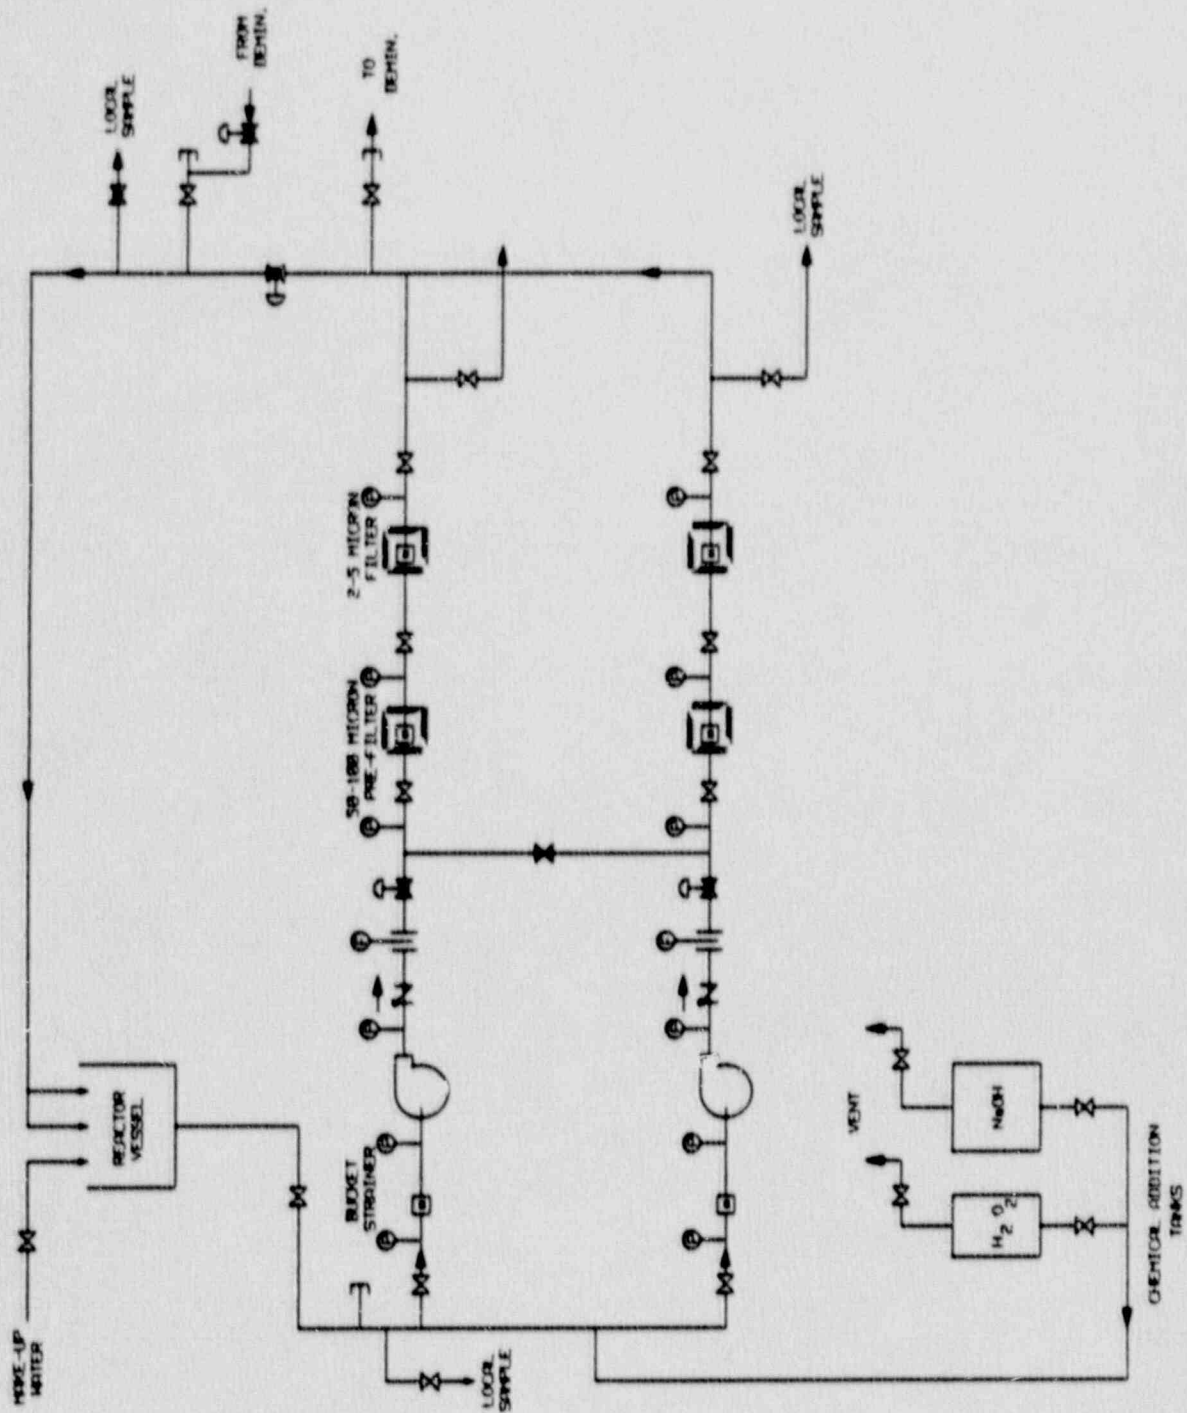 MAKE-UP
WATER
REACTOR
VESSEL
LOCAL
SAMPLE
FROM
DEMIN.
TO
DEMIN.
BUCKET
STRAINER
50-100 MICRON
PRE-FILTER
2-5 MICRON
FILTER
P
P
P
F
P
P
P
P
P
P
F
P
P
P
LOCAL
SAMPLE
LOCAL
SAMPLE
VENT
H2O2
NaOH
CHEMICAL ADDITION
TANKS